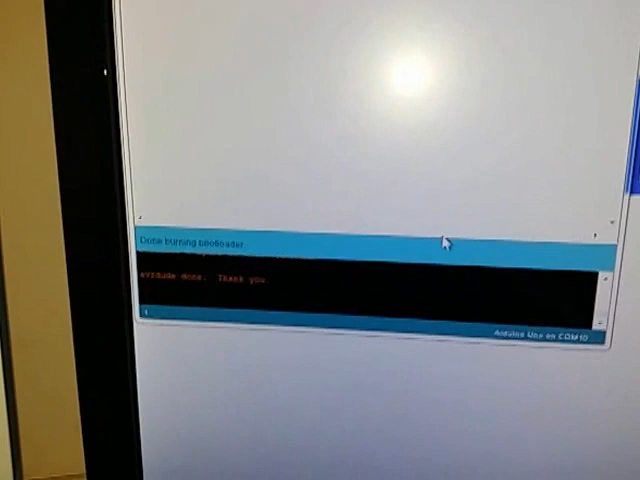 Done burning bootloader
avrdude done.  Thank you.
Arduino Uno on COM10